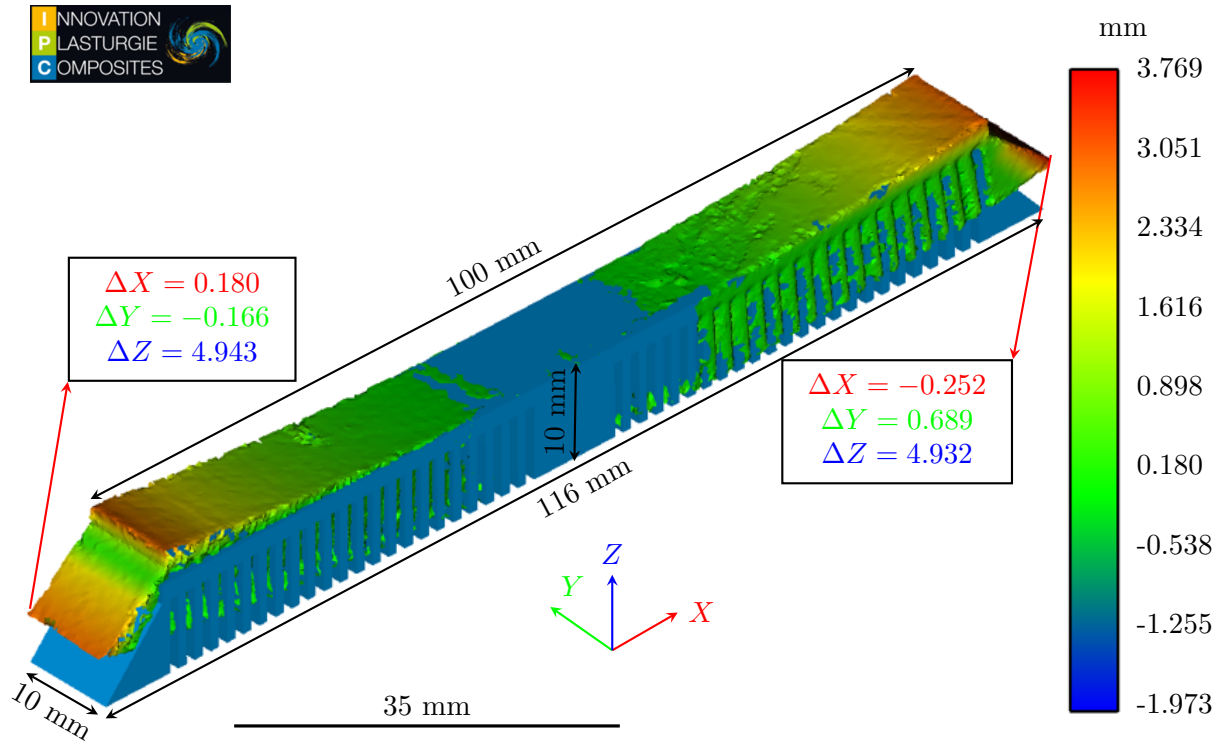 INNOVATION
PLASTURGIE
COMPOSITES
mm
3.769
3.051
2.334
1.616
0.898
0.180
-0.538
-1.255
-1.973
100 mm
ΔX = 0.180
ΔY = −0.166
ΔZ = 4.943
ΔX = −0.252
ΔY = 0.689
ΔZ = 4.932
10 mm
116 mm
Z
Y
X
10 mm
35 mm